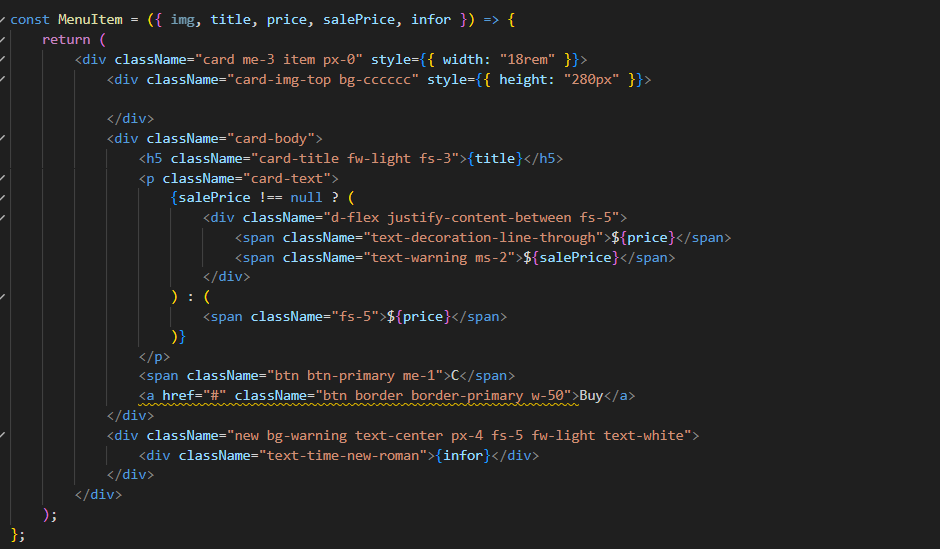 const MenuItem = ({ img, title, price, salePrice, infor }) => {
    return (
        <div className="card me-3 item px-0" style={{ width: "18rem" }}>
            <div className="card-img-top bg-cccccc" style={{ height: "280px" }}>

            </div>
            <div className="card-body">
                <h5 className="card-title fw-light fs-3">{title}</h5>
                <p className="card-text">
                    {salePrice !== null ? (
                        <div className="d-flex justify-content-between fs-5">
                            <span className="text-decoration-line-through">${price}</span>
                            <span className="text-warning ms-2">${salePrice}</span>
                        </div>
                    ) : (
                        <span className="fs-5">${price}</span>
                    )}
                </p>
                <span className="btn btn-primary me-1">C</span>
                <a href="#" className="btn border border-primary w-50">Buy</a>
            </div>
            <div className="new bg-warning text-center px-4 fs-5 fw-light text-white">
                <div className="text-time-new-roman">{infor}</div>
            </div>
        </div>
    );
};